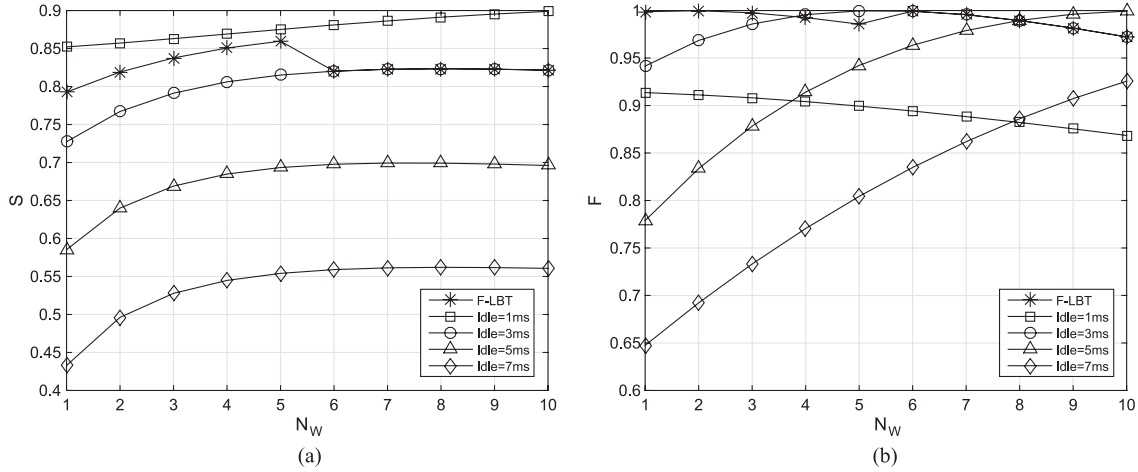 0.9
0.85
0.8
0.75
0.7
0.65
0.6
0.55
0.5
0.45
0.4
S
1 2 3 4 5 6 7 8 9 10
N_W
F-LBT
Idle=1ms
Idle=3ms
Idle=5ms
Idle=7ms
(a)
1
0.95
0.9
0.85
0.8
0.75
0.7
0.65
0.6
F
1 2 3 4 5 6 7 8 9 10
N_W
F-LBT
Idle=1ms
Idle=3ms
Idle=5ms
Idle=7ms
(b)